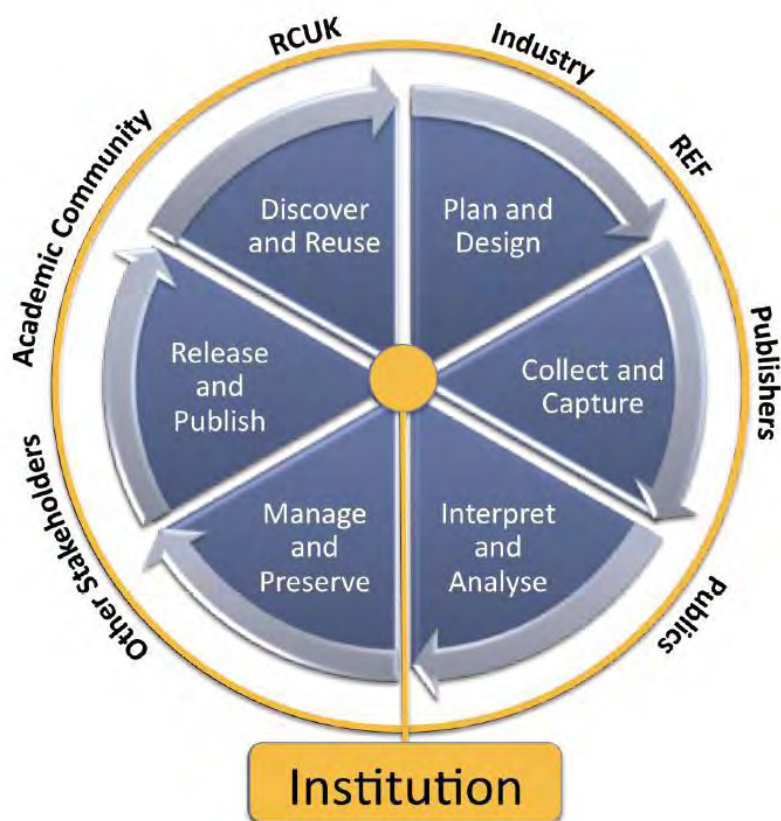 RCUK
Industry
REF
Publishers
Publics
Other Stakeholders
Academic Community
Discover
and Reuse
Plan and
Design
Collect and
Capture
Interpret
and
Analyse
Manage
and
Preserve
Release
and
Publish
Institution